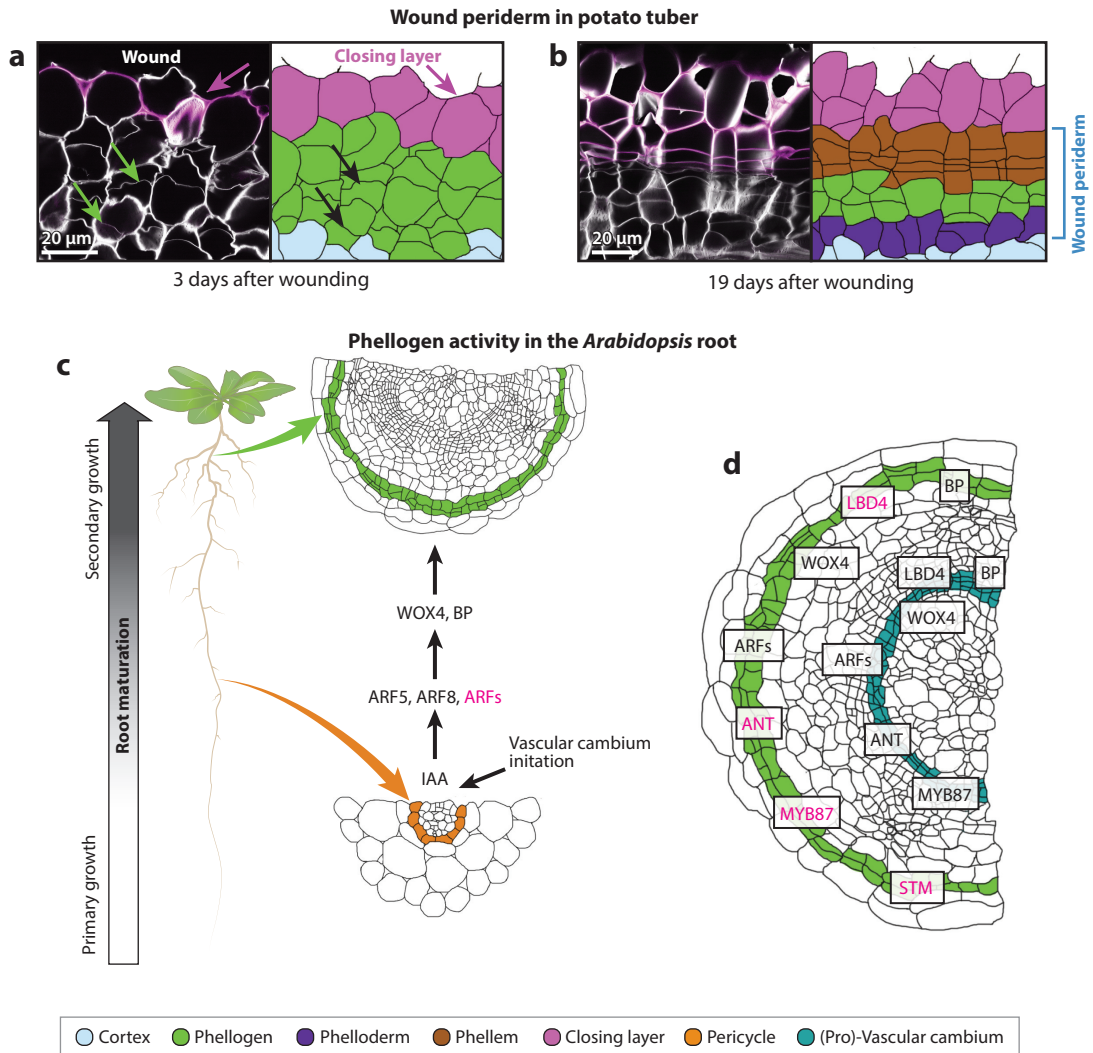 Wound periderm in potato tuber
a
Wound
Closing layer
20 µm
3 days after wounding
b
20 µm
Wound periderm
19 days after wounding
Phellogen activity in the Arabidopsis root
c
Secondary growth
Root maturation
Primary growth
WOX4, BP
ARF5, ARF8, ARFs
IAA
Vascular cambium
initation
d
BP
LBD4
WOX4
LBD4
BP
WOX4
ARFs
ARFs
ANT
ANT
MYB87
MYB87
STM
Cortex
Phellogen
Phelloderm
Phellem
Closing layer
Pericycle
(Pro)-Vascular cambium